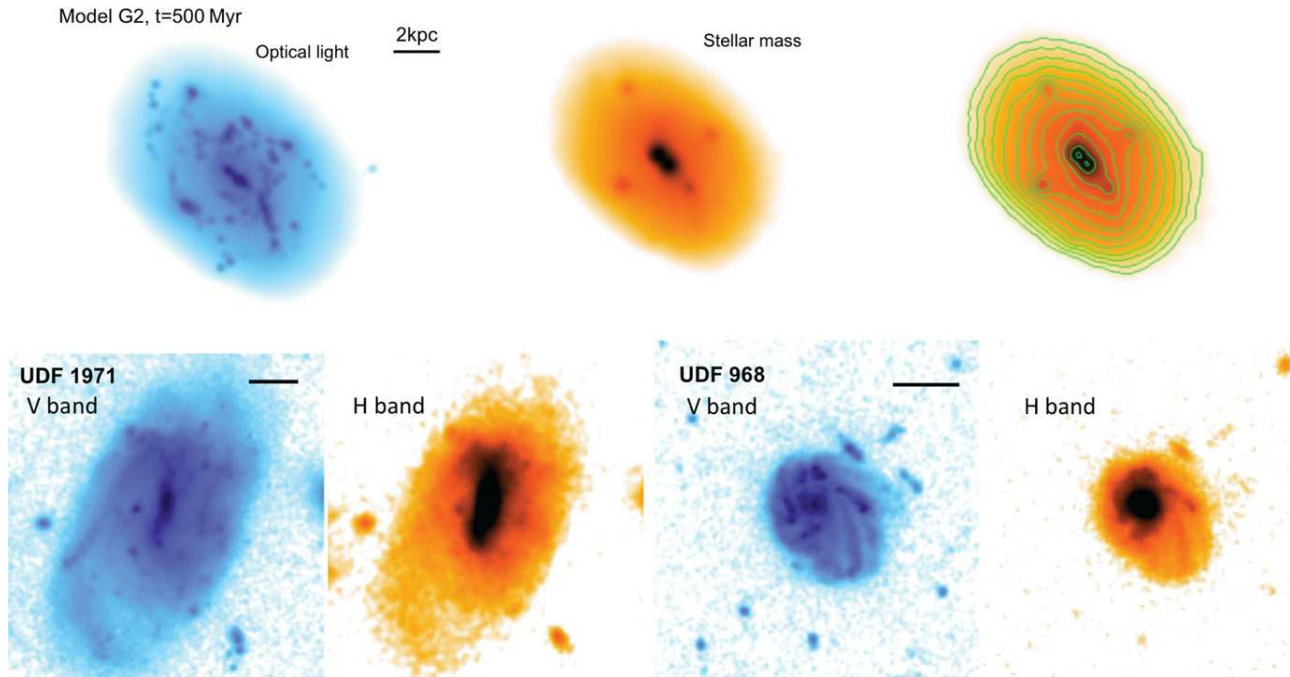 Model G2, t=500 Myr
Optical light
2kpc
Stellar mass
UDF 1971
V band
H band
UDF 968
V band
H band